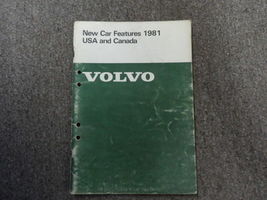 New Car Features 1981
USA and Canada
VOLVO